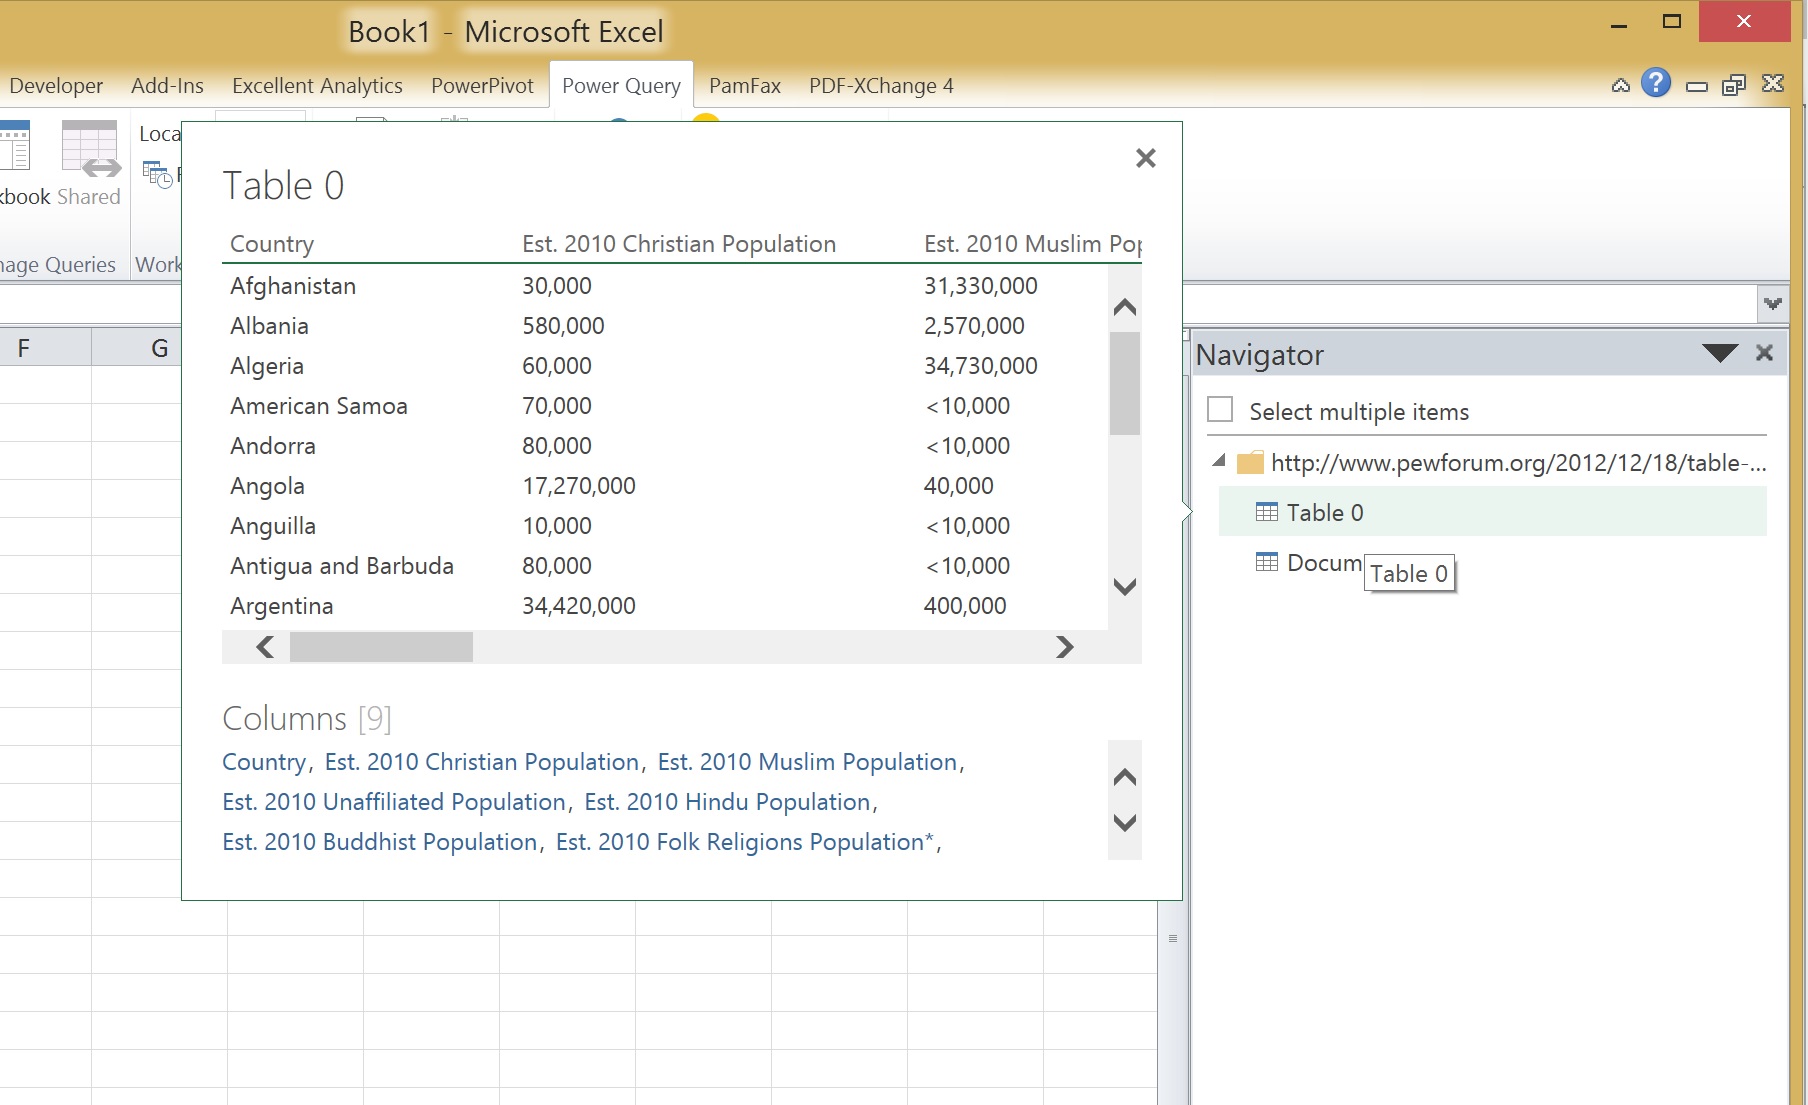 Book1 - Microsoft Excel
Developer Add-Ins Excellent Analytics PowerPivot Power Query PamFax PDF-XChange 4
Shared
Queries
F G
Table 0
Country Est. 2010 Christian Population Est. 2010 Muslim
Afghanistan 30,000 31,330,000
Albania 580,000 2,570,000
Algeria 60,000 34,730,000
American Samoa 70,000 <10,000
Andorra 80,000 <10,000
Angola 17,270,000 40,000
Anguilla 10,000 <10,000
Antigua and Barbuda 80,000 <10,000
Argentina 34,420,000 400,000
Columns [9]
Country, Est. 2010 Christian Population, Est. 2010 Muslim Population,
Est. 2010 Unaffiliated Population, Est. 2010 Hindu Population,
Est. 2010 Buddhist Population, Est. 2010 Folk Religions Population*,
Navigator
Select multiple items
http://www.pewforum.org/2012/12/18/table-...
Table 0
Docum
Table 0